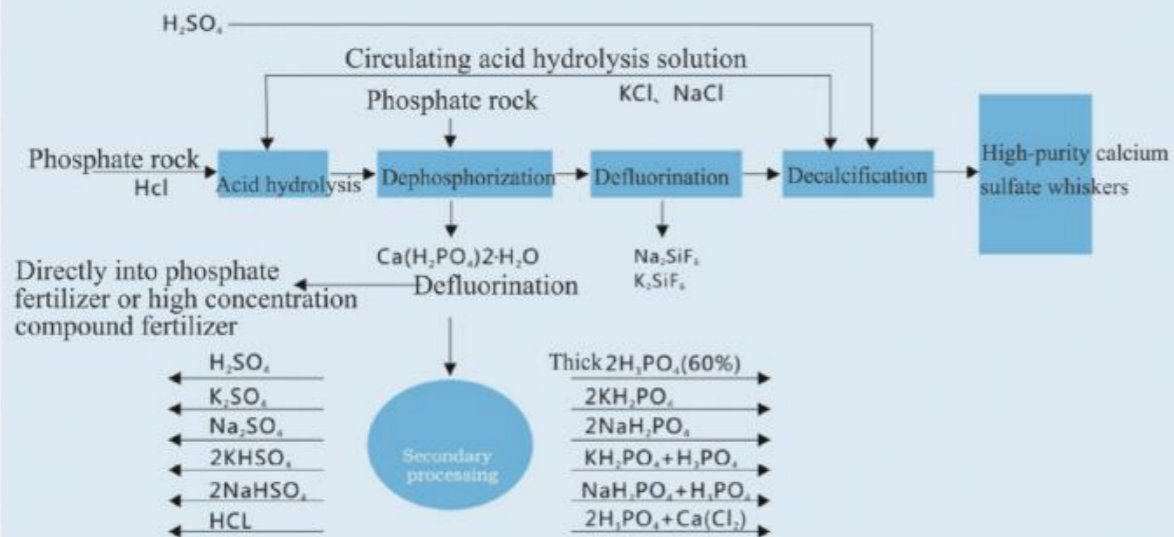 H₂SO₄
Circulating acid hydrolysis solution
KCl、NaCl
Phosphate rock
Phosphate rock
Hcl
Acid hydrolysis
Dephosphorization
Defluorination
Decalcification
High-purity calcium
sulfate whiskers
Ca(H₂PO₄)2·H₂O
Na₂SiF₆
K₂SiF₆
Directly into phosphate
fertilizer or high concentration
compound fertilizer
Defluorination
H₂SO₄
K₂SO₄
Na₂SO₄
2KHSO₄
2NaHSO₄
HCL
Secondary
processing
Thick 2H₃PO₄(60%)
2KH₂PO₄
2NaH₂PO₄
KH₂PO₄+H₃PO₄
NaH₂PO₄+H₃PO₄
2H₃PO₄+Ca(Cl₂)